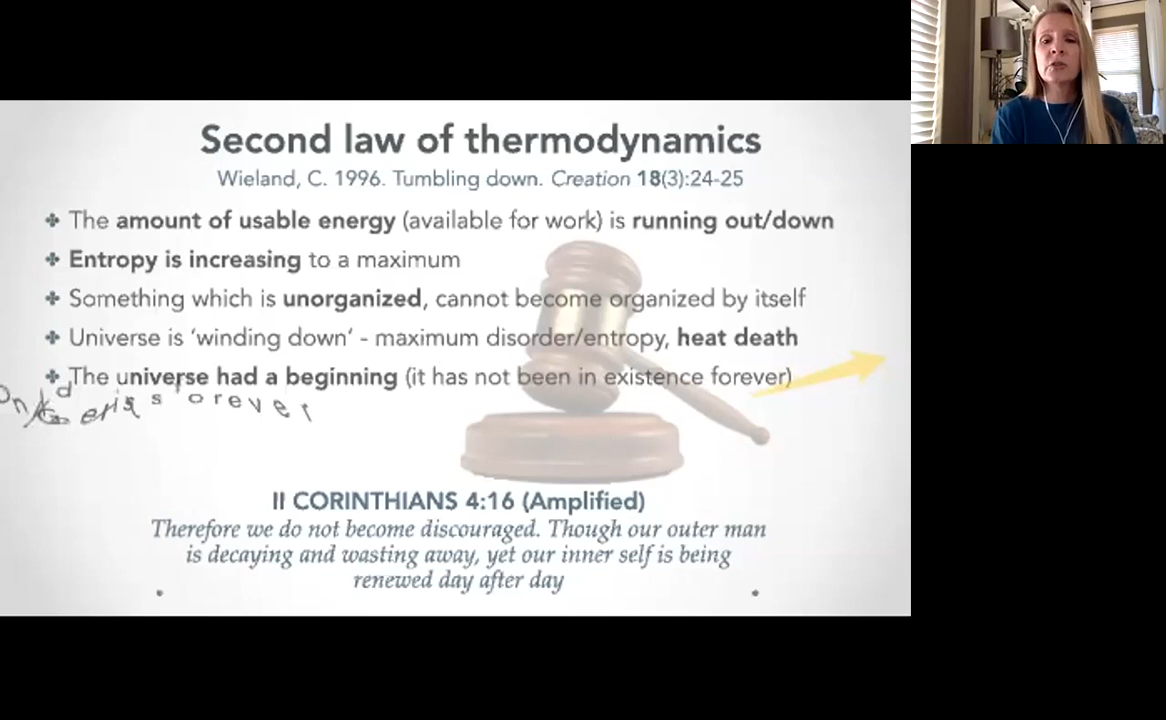 Second law of thermodynamics
Wieland, C. 1996. Tumbling down. Creation 18(3):24-25
✤ The amount of usable energy (available for work) is running out/down
✤ Entropy is increasing to a maximum
✤ Something which is unorganized, cannot become organized by itself
✤ Universe is ‘winding down’ - maximum disorder/entropy, heat death
✤ The universe had a beginning (it has not been in existence forever)
II CORINTHIANS 4:16 (Amplified)
Therefore we do not become discouraged. Though our outer man
is decaying and wasting away, yet our inner self is being
renewed day after day